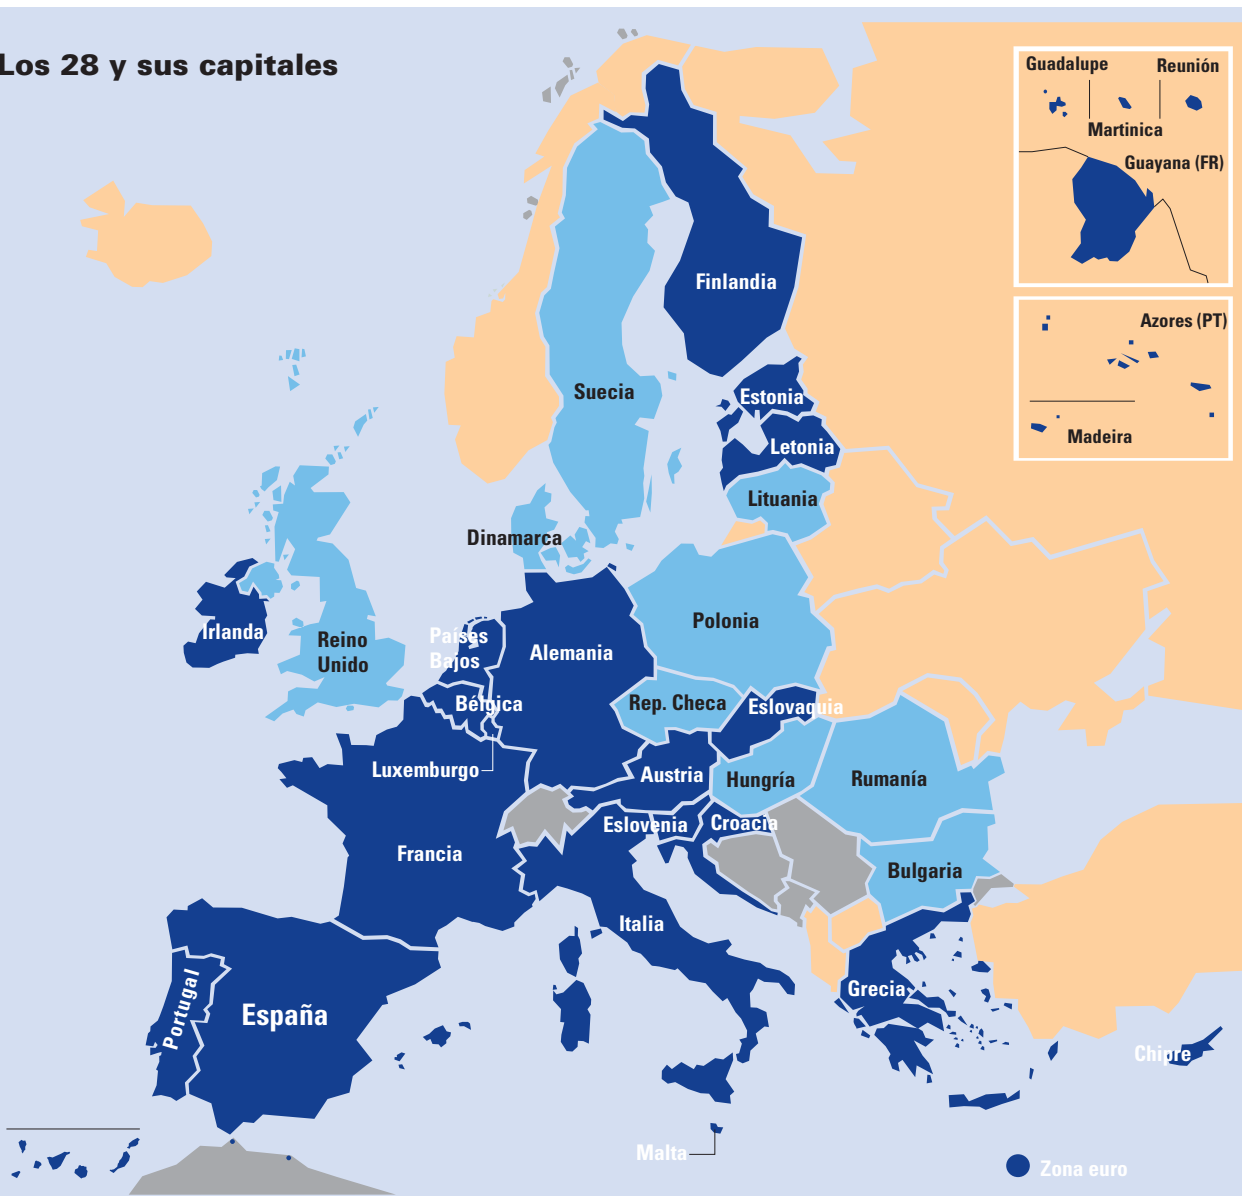 Los 28 y sus capitales
Guadalupe
Reunión
Martinica
Guayana (FR)
Azores (PT)
Madeira
Finlandia
Suecia
Estonia
Letonia
Lituania
Dinamarca
Irlanda
Reino
Unido
Países
Bajos
Alemania
Polonia
Bélgica
Rep. Checa
Eslovaquia
Luxemburgo
Austria
Hungría
Rumanía
Eslovenia
Croacia
Francia
Bulgaria
Italia
Portugal
España
Grecia
Chipre
Malta
Zona euro